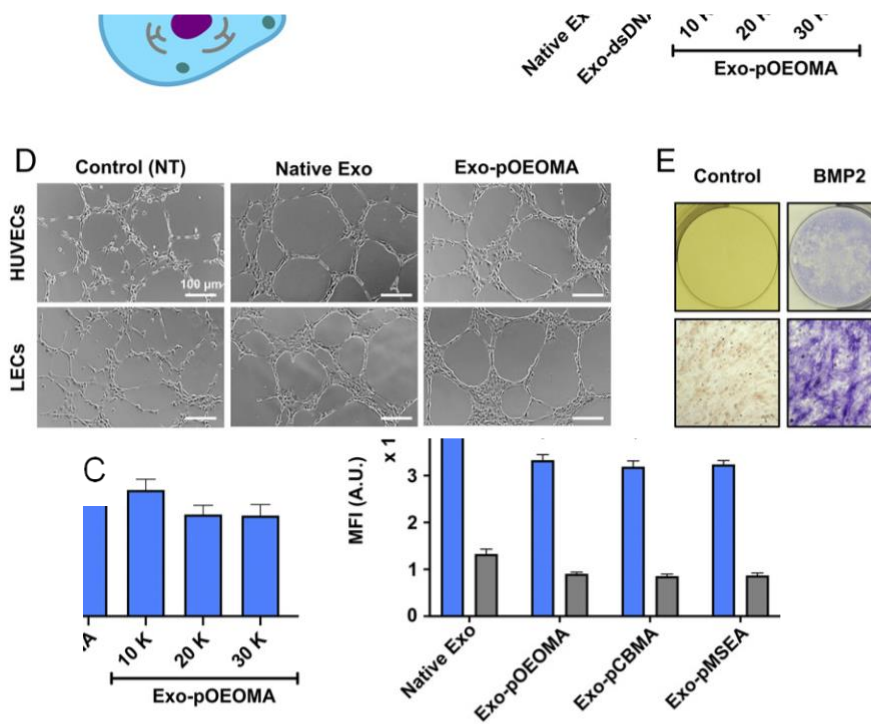 Native Ex
Exo-dsDNA
10 20 30
Exo-pOEOMA
D
Control (NT) Native Exo Exo-pOEOMA
HUVECs
100 µm
LECs
E
Control BMP2
C
10 K 20 K 30 K
Exo-pOEOMA
MFI (A.U.)
x 1
3
2
1
0
Native Exo Exo-pOEOMA Exo-pCBMA Exo-pMSEA